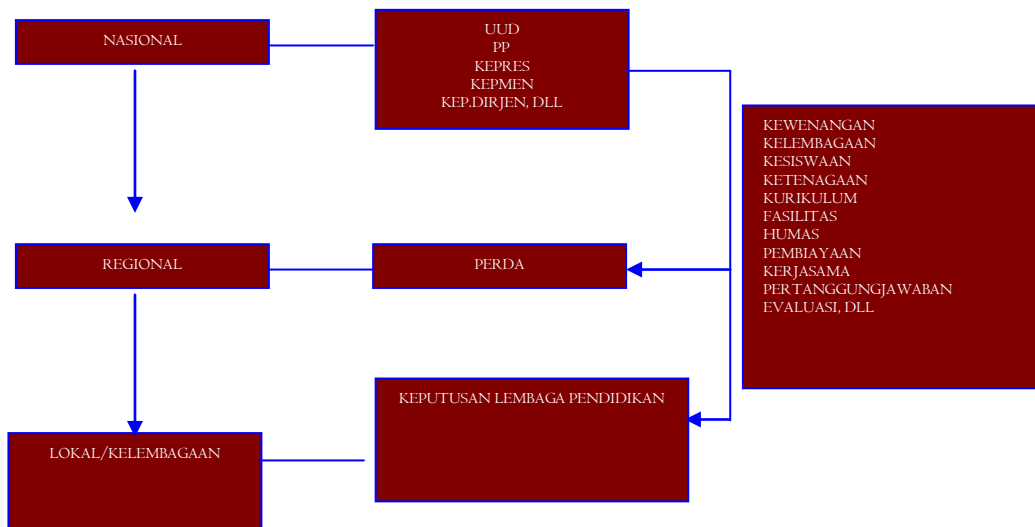 NASIONAL
UUD
PP
KEPRES
KEPMEN
KEP.DIRJEN, DLL
KEWENANGAN
KELEMBAGAAN
KESISWAAN
KETENAGAAN
KURIKULUM
FASILITAS
HUMAS
PEMBIAYAAN
KERJASAMA
PERTANGGUNGJAWABAN
EVALUASI, DLL
REGIONAL
PERDA
KEPUTUSAN LEMBAGA PENDIDIKAN
LOKAL/KELEMBAGAAN